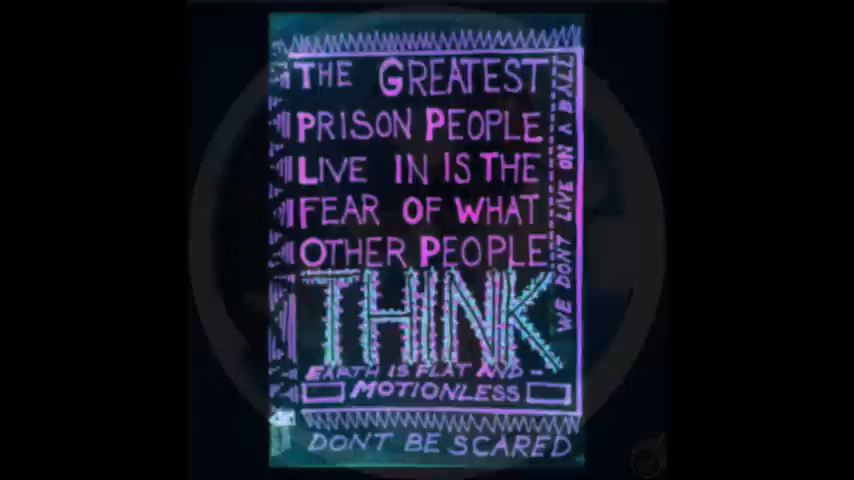 THE GREATEST
PRISON PEOPLE
LIVE IN IS THE
FEAR OF WHAT
OTHER PEOPLE
THINK
EARTH IS FLAT AND -
MOTIONLESS
DONT BE SCARED
WE DONT LIVE ON A BALL